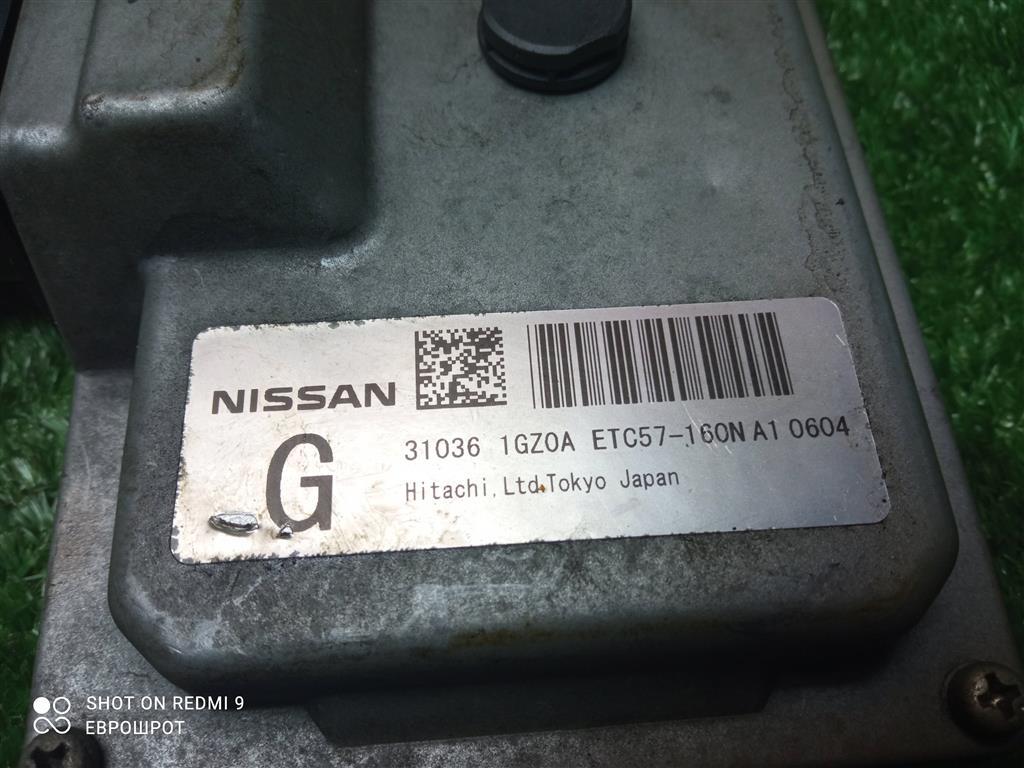 NISSAN
G
31036 1GZ0A ETC57-160N A1 0604
Hitachi, Ltd.Tokyo Japan
SHOT ON REDMI 9
ЕВРОШРОТ